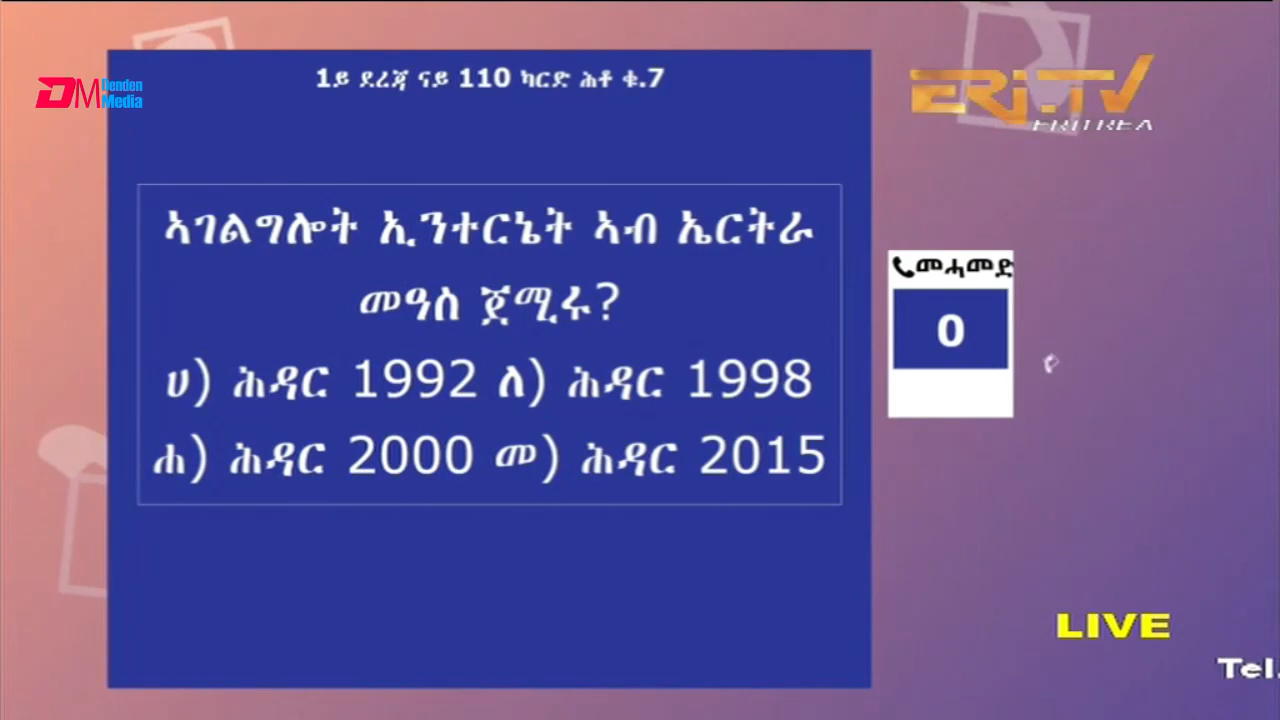 1ይ ደረጃ ናይ 110 ካርድ ሕቶ ቁ.7
DM Denden Media
ERi-TV
ERITREA
ኣገልግሎት ኢንተርኔት ኣብ ኤርትራ
መዓስ ጀሚሩ?
ሀ) ሕዳር 1992 ለ) ሕዳር 1998
ሐ) ሕዳር 2000 መ) ሕዳር 2015
መሓመድ
0
LIVE
Tel.